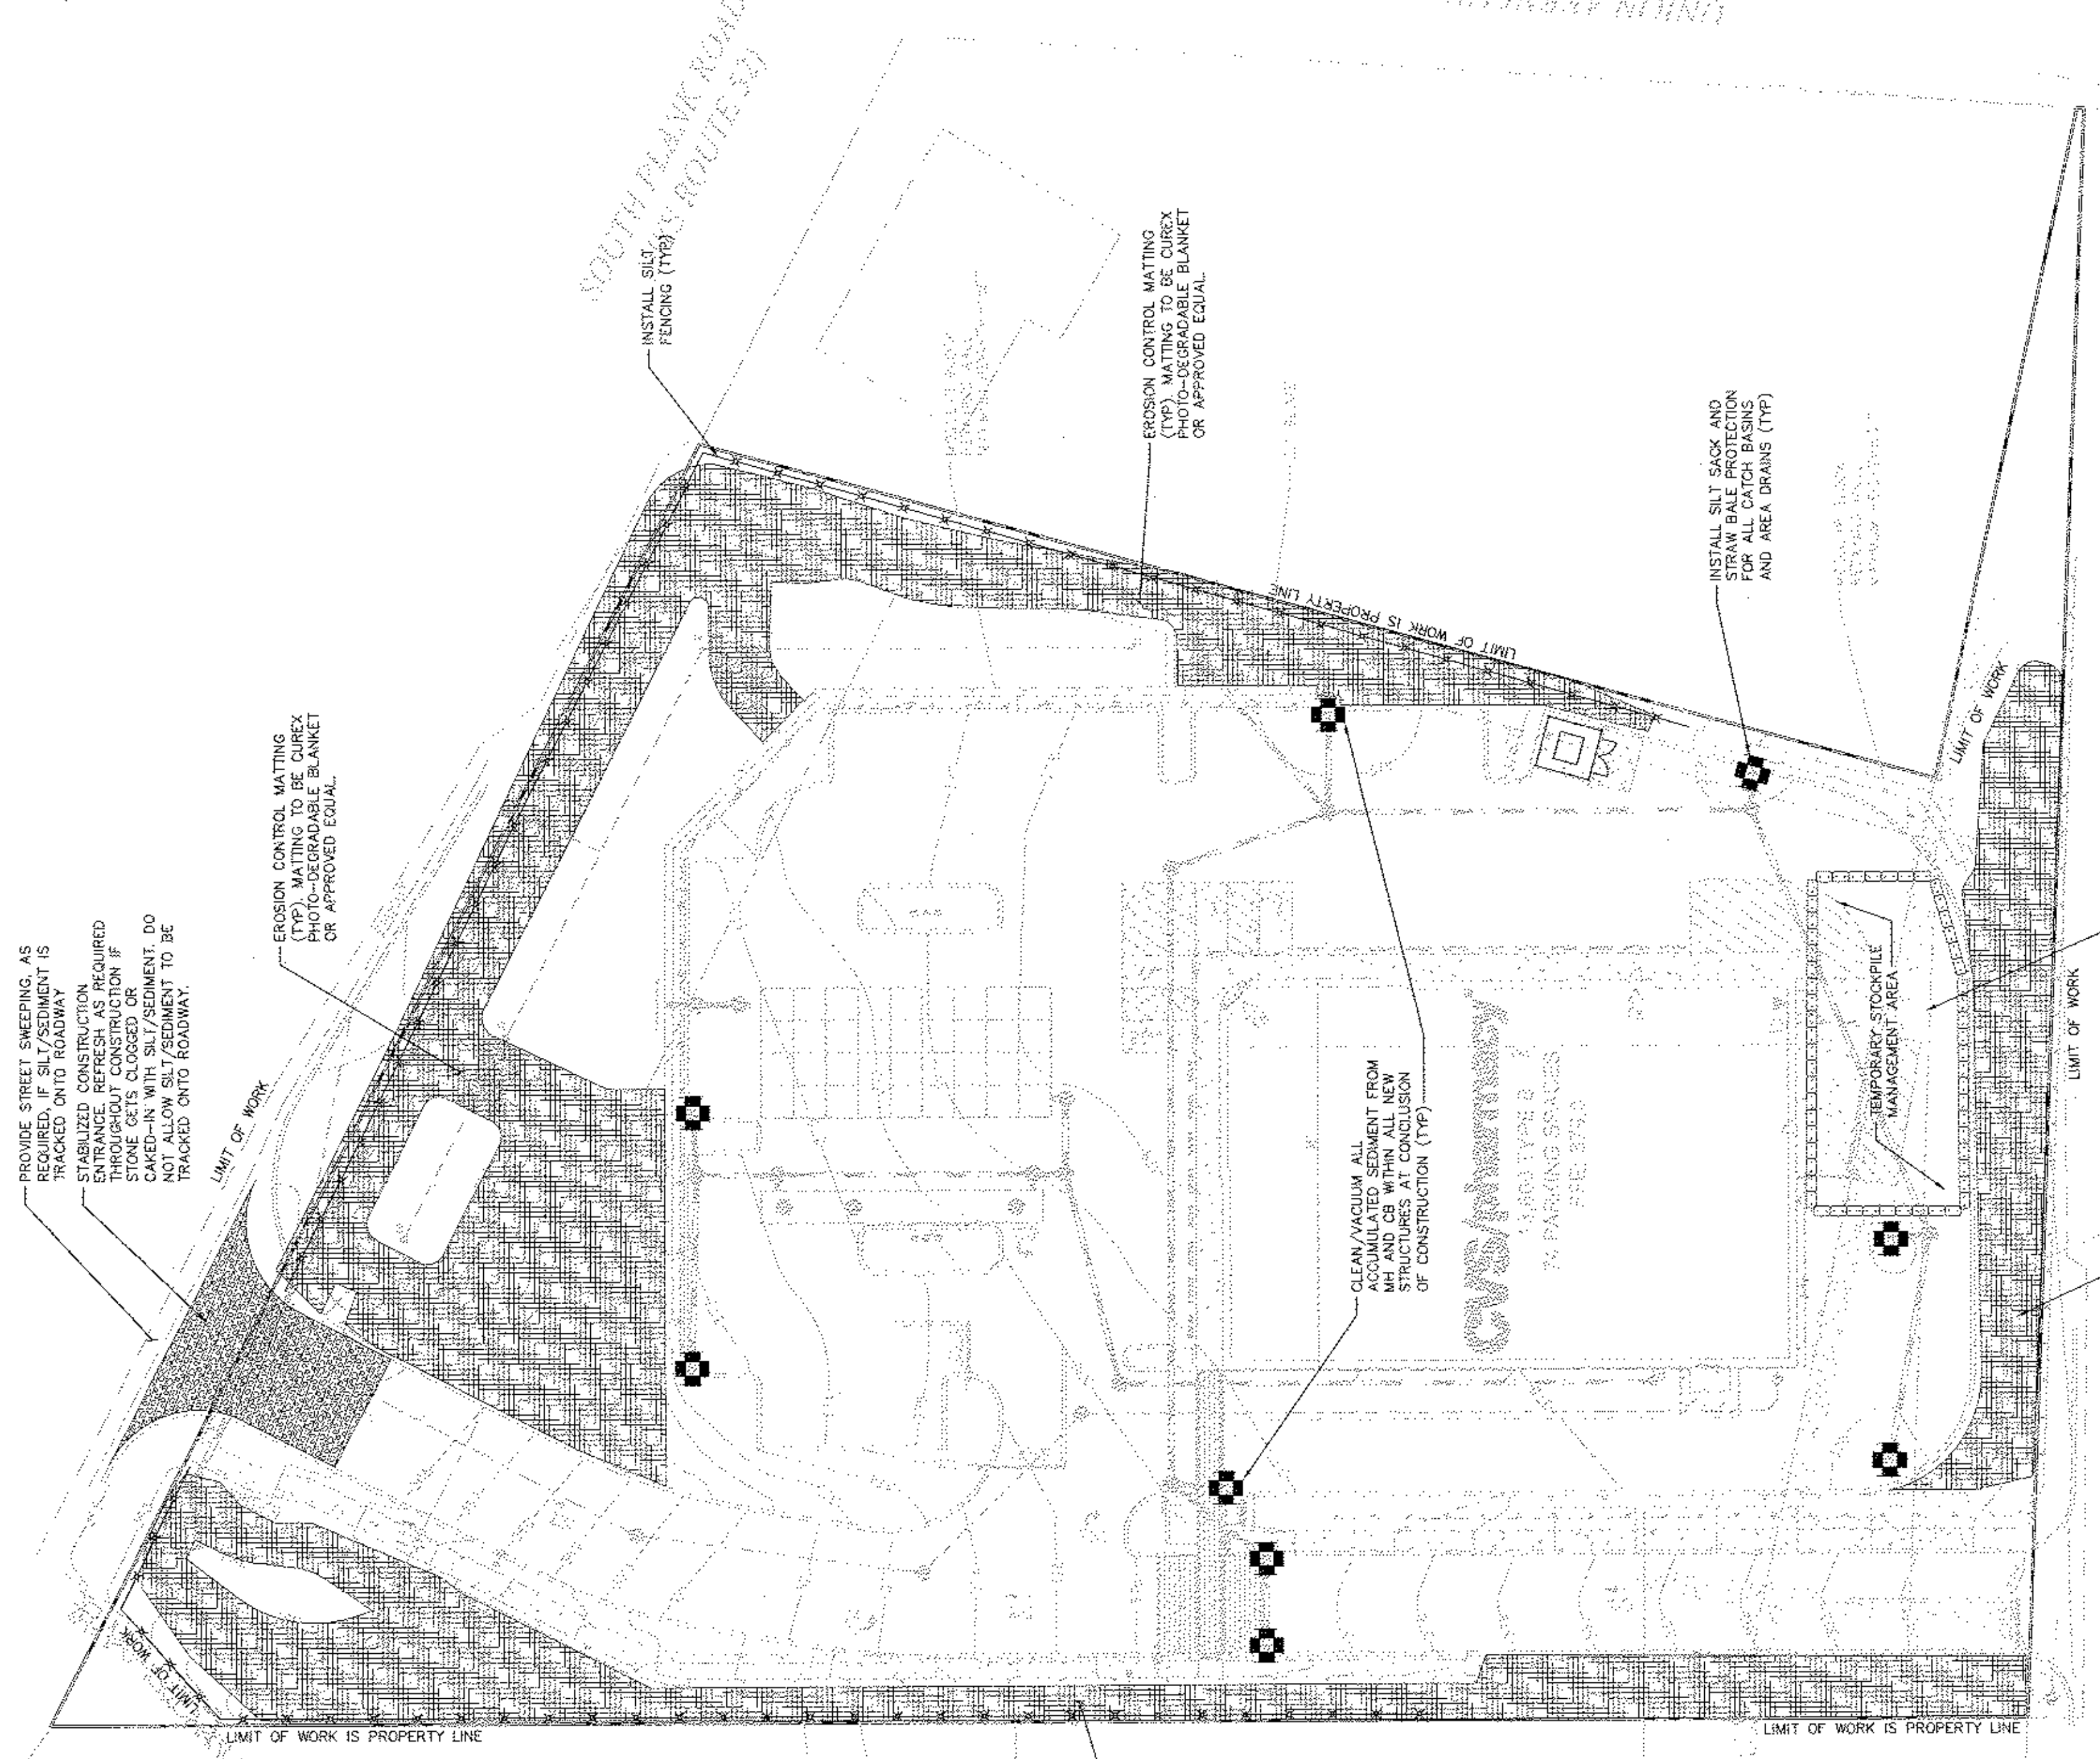 SOUTH PLANK ROAD
PROVIDE STREET SWEEPING, AS
REQUIRED, IF SILT/SEDIMENT IS
TRACKED ONTO ROADWAY
STABILIZED CONSTRUCTION
ENTRANCE. REFRESH AS REQUIRED
THROUGHOUT CONSTRUCTION IF
STONE GETS CLOGGED OR
CAKED-IN WITH SILT/SEDIMENT. DO
NOT ALLOW SILT/SEDIMENT TO BE
TRACKED ONTO ROADWAY.
LIMIT OF WORK
EROSION CONTROL MATTING
(TYP). MATTING TO BE CUREX
PHOTO-DEGRADABLE BLANKET
OR APPROVED EQUAL.
INSTALL SILT
FENCING (TYP)
EROSION CONTROL MATTING
(TYP). MATTING TO BE CUREX
PHOTO-DEGRADABLE BLANKET
OR APPROVED EQUAL.
LIMIT OF WORK IS PROPERTY LINE
INSTALL SILT SACK AND
STRAW BALE PROTECTION
FOR ALL CATCH BASINS
AND AREA DRAINS (TYP)
LIMIT OF WORK
CLEAN/VACUUM ALL
ACCUMULATED SEDIMENT FROM
MH AND CB WITHIN ALL NEW
STRUCTURES AT CONCLUSION
OF CONSTRUCTION (TYP)
CVS/pharmacy
TEMPORARY STOCKPILE
MANAGEMENT AREA
LIMIT OF WORK
LIMIT OF WORK
LIMIT OF WORK IS PROPERTY LINE
LIMIT OF WORK IS PROPERTY LINE